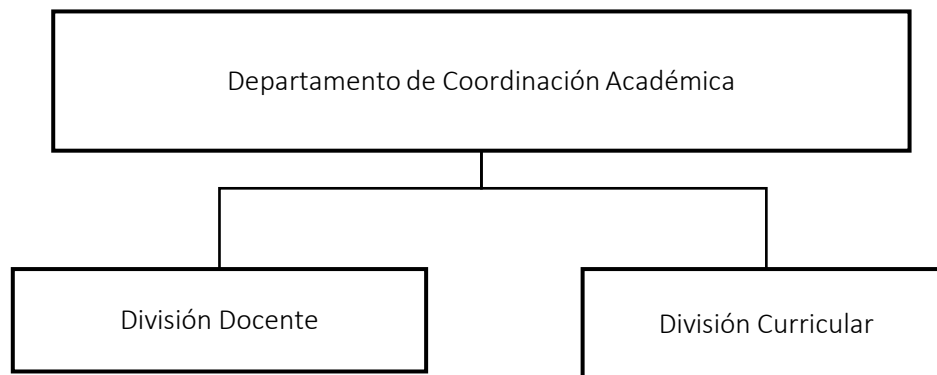 Departamento de Coordinación Académica
División Docente
División Curricular